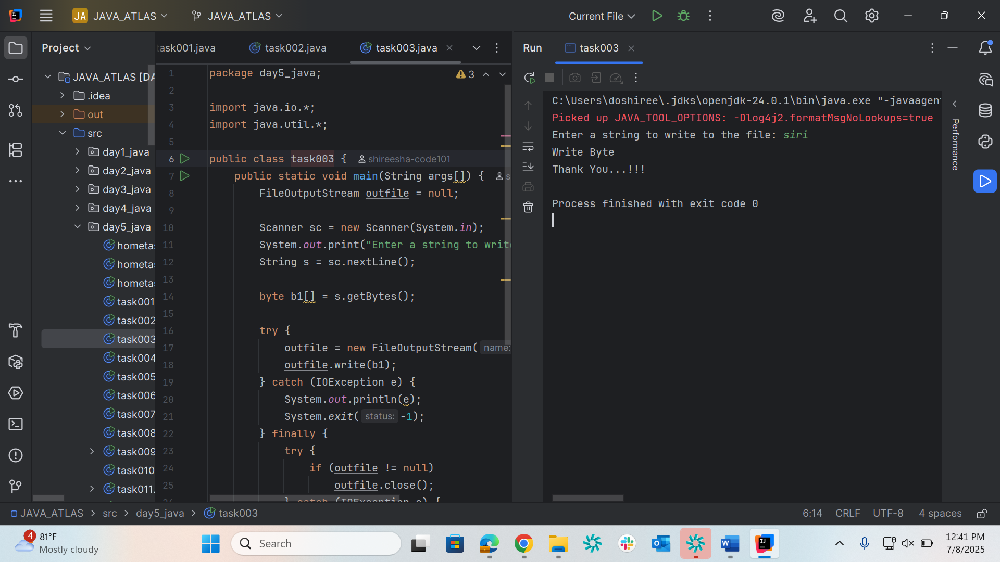 JA JAVA_ATLAS JAVA_ATLAS Current File
Project
task001.java task002.java task003.java
Run task003
JAVA_ATLAS [DA
.idea
out
src
day1_java
day2_java
day3_java
day4_java
day5_java
hometas
hometas
hometas
task001
task002
task003
task004
task005
task006
task007
task008
task009
task010
task011.
3
1 package day5_java;
2
3 import java.io.*;
4 import java.util.*;
5
6 public class task003 { shireesha-code101
7 public static void main(String args[]) { s
8 FileOutputStream outfile = null;
9
10 Scanner sc = new Scanner(System.in);
11 System.out.print("Enter a string to write
12 String s = sc.nextLine();
13
14 byte b1[] = s.getBytes();
15
16 try {
17 outfile = new FileOutputStream( name:
18 outfile.write(b1);
19 } catch (IOException e) {
20 System.out.println(e);
21 System.exit( status: -1);
22 } finally {
23 try {
24 if (outfile != null)
25 outfile.close();
C:\Users\doshiree\.jdks\openjdk-24.0.1\bin\java.exe "-javaagen
Picked up JAVA_TOOL_OPTIONS: -Dlog4j2.formatMsgNoLookups=true
Enter a string to write to the file: siri
Write Byte
Thank You...!!!
Process finished with exit code 0
Performance
JAVA_ATLAS > src > day5_java > task003 6:14 CRLF UTF-8 4 spaces
4 81°F
Mostly cloudy
Search
12:41 PM
7/8/2025